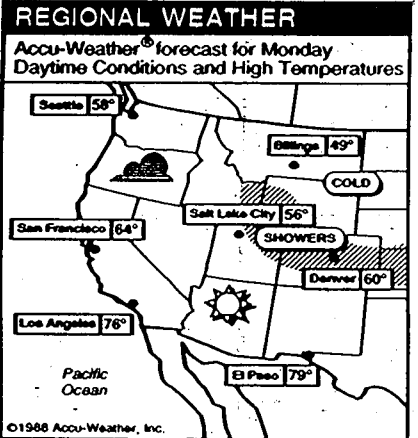 REGIONAL WEATHER
Accu-Weather® forecast for Monday
Daytime Conditions and High Temperatures
Seattle 58°
Billings 49°
COLD
Salt Lake City 56°
San Francisco 64°
SHOWERS
Denver 60°
Los Angeles 76°
Pacific
Ocean
El Paso 79°
©1988 Accu-Weather, Inc.